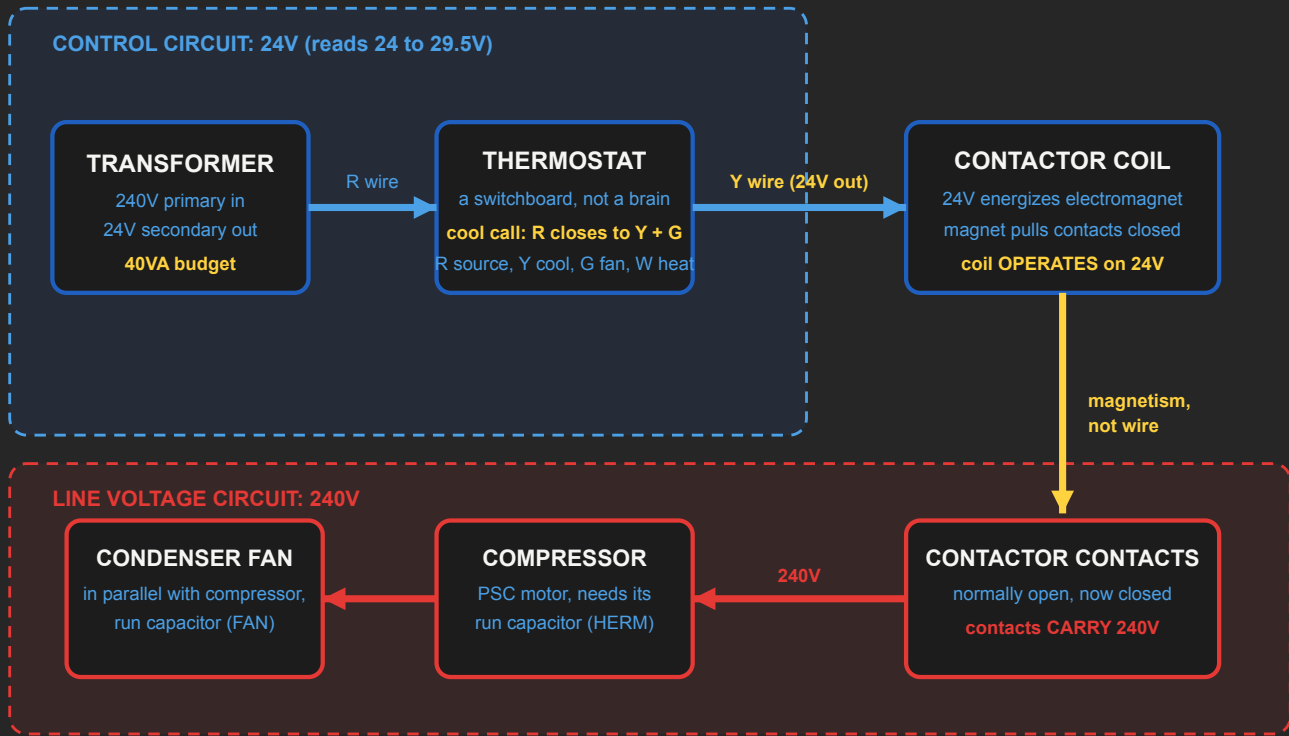 CONTROL CIRCUIT: 24V (reads 24 to 29.5V)
TRANSFORMER
240V primary in
24V secondary out
40VA budget
R wire
THERMOSTAT
a switchboard, not a brain
cool call: R closes to Y + G
R source, Y cool, G fan, W heat
Y wire (24V out)
CONTACTOR COIL
24V energizes electromagnet
magnet pulls contacts closed
coil OPERATES on 24V
magnetism,
not wire
LINE VOLTAGE CIRCUIT: 240V
CONDENSER FAN
in parallel with compressor,
run capacitor (FAN)
COMPRESSOR
PSC motor, needs its
run capacitor (HERM)
240V
CONTACTOR CONTACTS
normally open, now closed
contacts CARRY 240V